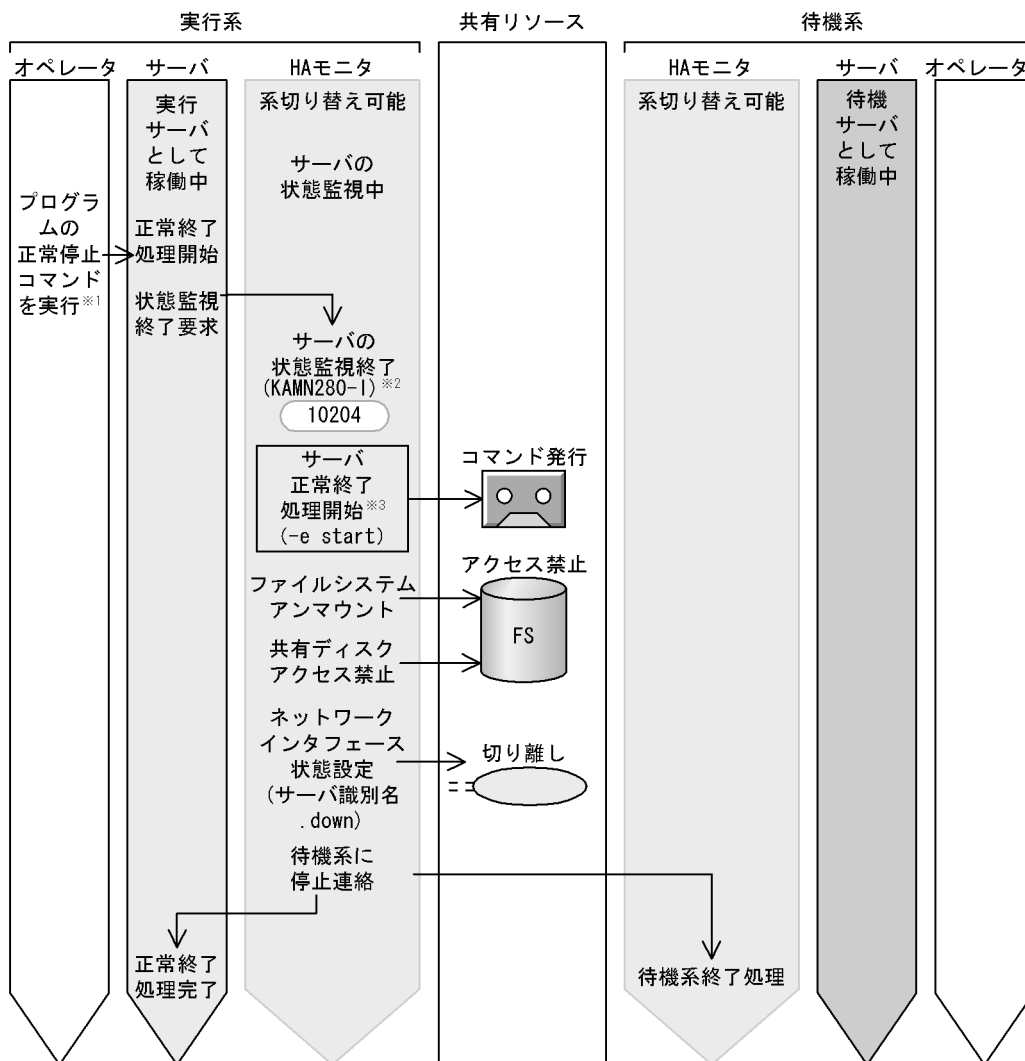 実行系
共有リソース
待機系
オペレータ
サーバ
HAモニタ
HAモニタ
サーバ
オペレータ
実行
サーバ
として
稼働中
系切り替え可能
サーバの
状態監視中
系切り替え可能
待機
サーバ
として
稼働中
プログラ
ムの
正常停止
コマンド
を実行※1
正常終了
処理開始
状態監視
終了要求
サーバの
状態監視終了
(KAMN280-I)※2
10204
サーバ
正常終了
処理開始※3
(-e start)
コマンド発行
ファイルシステム
アンマウント
アクセス禁止
FS
共有ディスク
アクセス禁止
ネットワーク
インタフェース
状態設定
(サーバ識別名
.down)
切り離し
待機系に
停止連絡
正常終了
処理完了
待機系終了処理